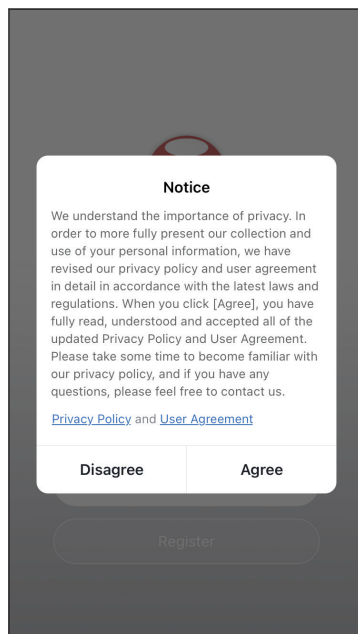 Notice
We understand the importance of privacy. In
order to more fully present our collection and
use of your personal information, we have
revised our privacy policy and user agreement
in detail in accordance with the latest laws and
regulations. When you click [Agree], you have
fully read, understood and accepted all of the
updated Privacy Policy and User Agreement.
Please take some time to become familiar with
our privacy policy, and if you have any
questions, please feel free to contact us.
Privacy Policy and User Agreement
Disagree Agree
Register